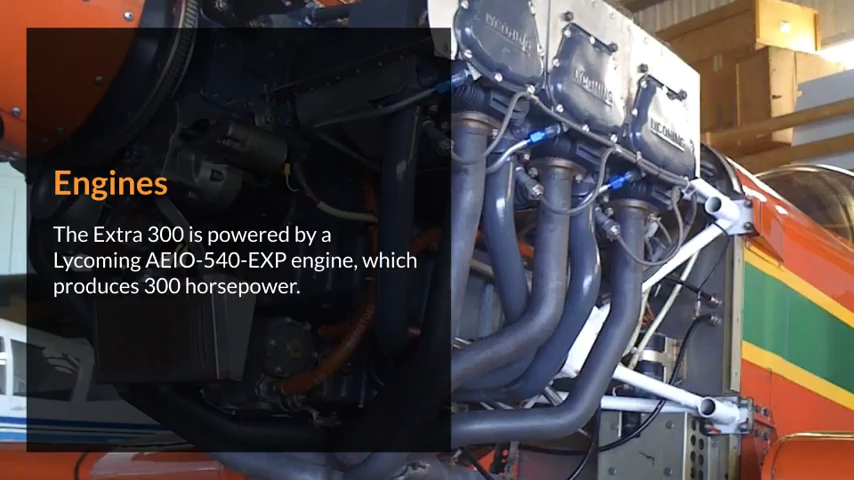 LYCOMING
LYCOMING
LYCOMING
Engines
The Extra 300 is powered by a
Lycoming AEIO-540-EXP engine, which
produces 300 horsepower.